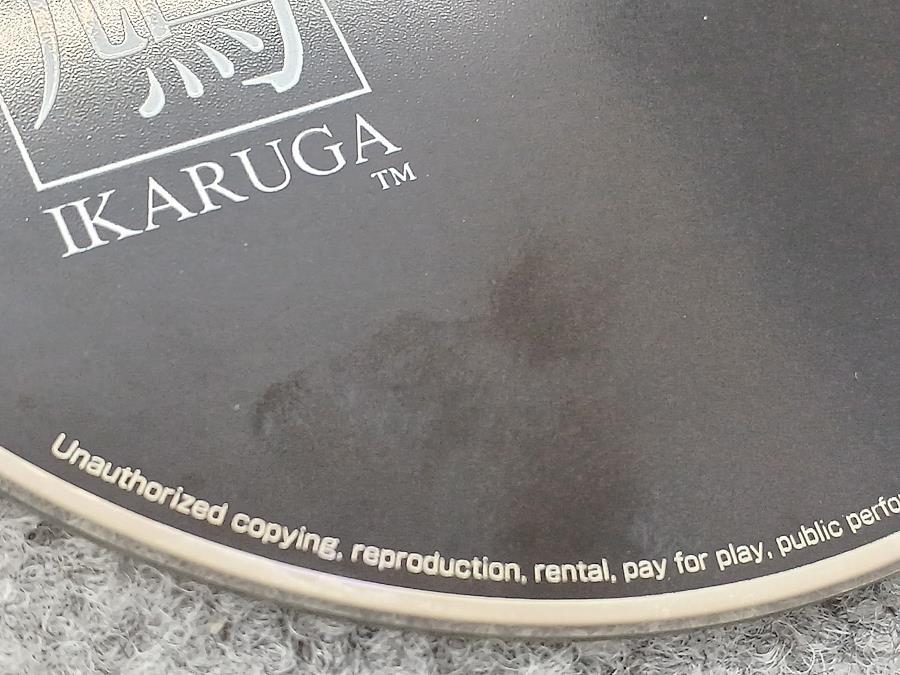 IKARUGA
TM
Unauthorized copying, reproduction, rental, pay for play, public